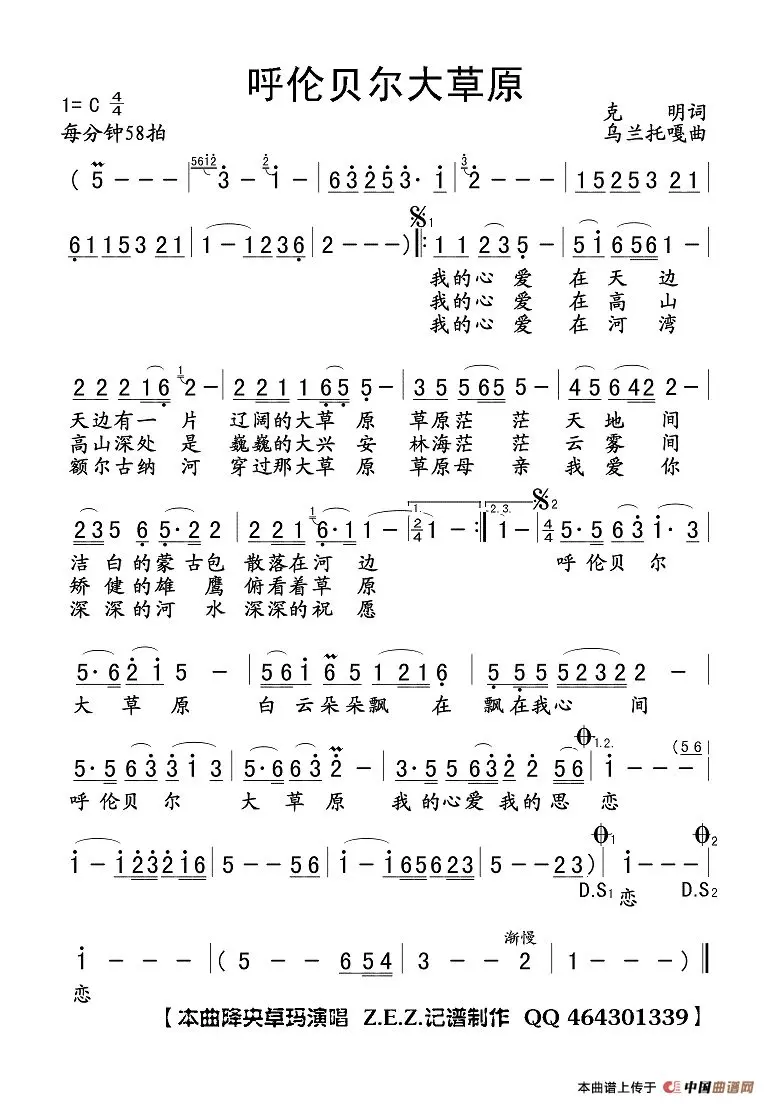 呼伦贝尔大草原
1= C 4/4
克 明词
每分钟58拍
乌兰托嘎曲
( 5 - - - | 56i2 3 - 2 i - | 6 3 2 5 3· i | 3 2 - - - | 1 5 2 5 3 2 1 |
6 1 1 5 3 2 1 | 1 - 1 2 3 6 | 2 - - - ) 1 |: 1 1 2 3 5 - | 5 i 6 5 6 1 - |
我的心 爱 在 天 边
我的心 爱 在 高 山
我的心 爱 在 河 湾
2 2 2 1 6 1 2 - | 2 2 1 1 6 5 5 - | 3 5 5 6 5 5 - | 4 5 6 4 2 2 - |
天边有一 片 辽阔的大草 原 草原茫 茫 天 地 间
高山深处 是 巍巍的大兴 安 林海茫 茫 云 雾 间
额尔古纳 河 穿过那大草 原 草原母 亲 我 爱 你
2 3 5 6 5· 2 2 | 2 2 1 1 6· 1 1 - | 1. 2/4 1 - :| 2.3. 1 - | 2 4/4 5· 5 6 3 i· 3 |
洁 白 的 蒙 古 包 散落在河 边 呼 伦 贝 尔
矫 健 的 雄 鹰 俯看着草 原
深 深 的 河 水 深深的祝 愿
5· 6 2 i 5 - | 5 6 i 6 5 i 2 i 6 | 5 5 5 5 2 3 2 2 - |
大 草 原 白 云朵朵飘 在 飘在我心 间
5· 5 6 3 3 i 3 | 5· 5 6 3 2 - | 3· 5 5 6 3 2 2 5 6 | 1.2. i - - (5 6 |
呼 伦 贝 尔 大 草 原 我 的心爱 我 的 思 恋
i - i 2 3 2 i 6 | 5 - - 5 6 | i - i 6 5 6 2 3 | 5 - - 2 3 ) | 1 i - - - | 2
D.S1 恋 D.S2
i - - - | ( 5 - - 6 5 4 | 3 - - 渐慢 2 | 1 - - - ) ‖
恋
【本曲降央卓玛演唱 Z.E.Z.记谱制作 QQ 464301339】
本曲谱上传于 中国曲谱网